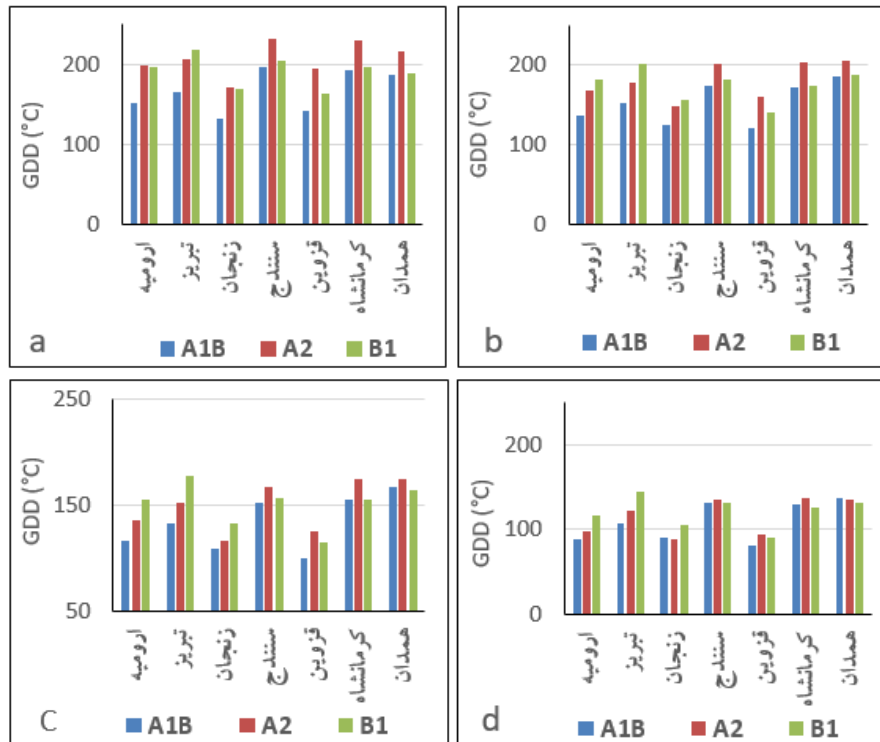 GDD (°C)
200
100
0
ارومیه
تبریز
زنجان
سنندج
قزوین
کرمانشاه
همدان
a
A1B A2 B1
GDD (°C)
200
100
0
ارومیه
تبریز
زنجان
سنندج
قزوین
کرمانشاه
همدان
b
A1B A2 B1
GDD (°C)
250
150
50
ارومیه
تبریز
زنجان
سنندج
قزوین
کرمانشاه
همدان
C
A1B A2 B1
GDD (°C)
200
100
0
ارومیه
تبریز
زنجان
سنندج
قزوین
کرمانشاه
همدان
d
A1B A2 B1